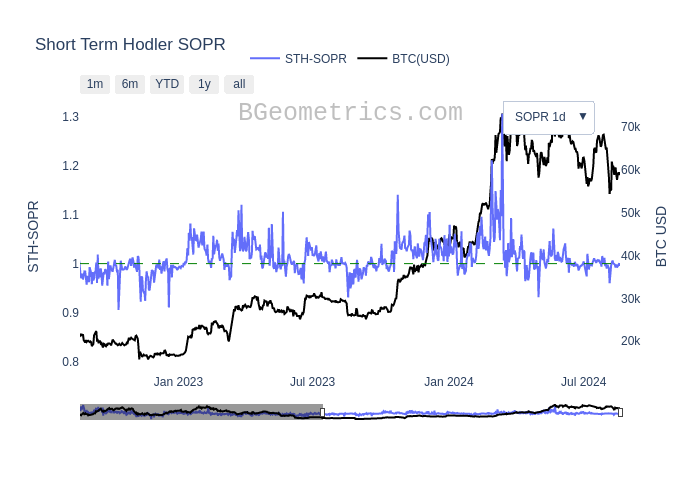 Short Term Hodler SOPR
STH-SOPR BTC(USD)
1m 6m YTD 1y all
BGeometrics.com
SOPR 1d ▼
1.3
1.2
1.1
1
0.9
0.8
STH-SOPR
70k
60k
50k
40k
30k
20k
BTC USD
Jan 2023 Jul 2023 Jan 2024 Jul 2024